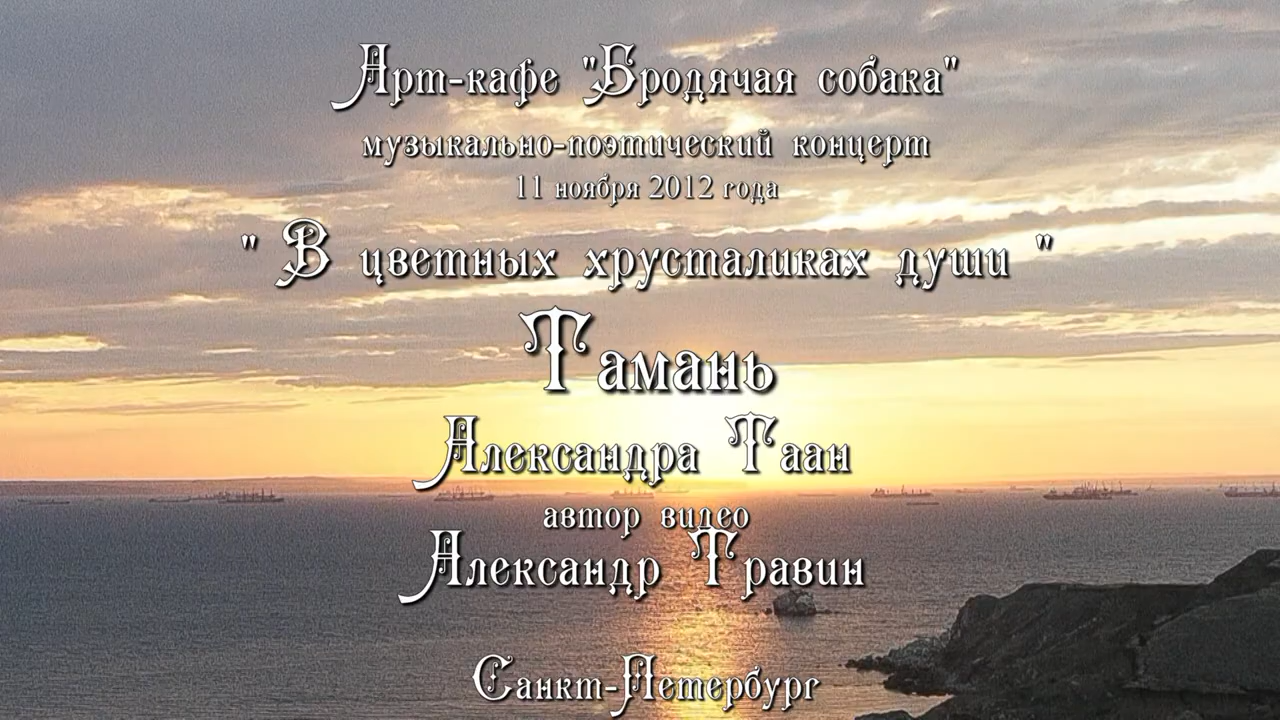 Арт-кафе "Бродячая собака"
музыкально-поэтический концерт
11 ноября 2012 года
" В цветных хрусталиках души "
Тамань
Александра Таан
автор видео
Александр Травин
Санкт-Петербург